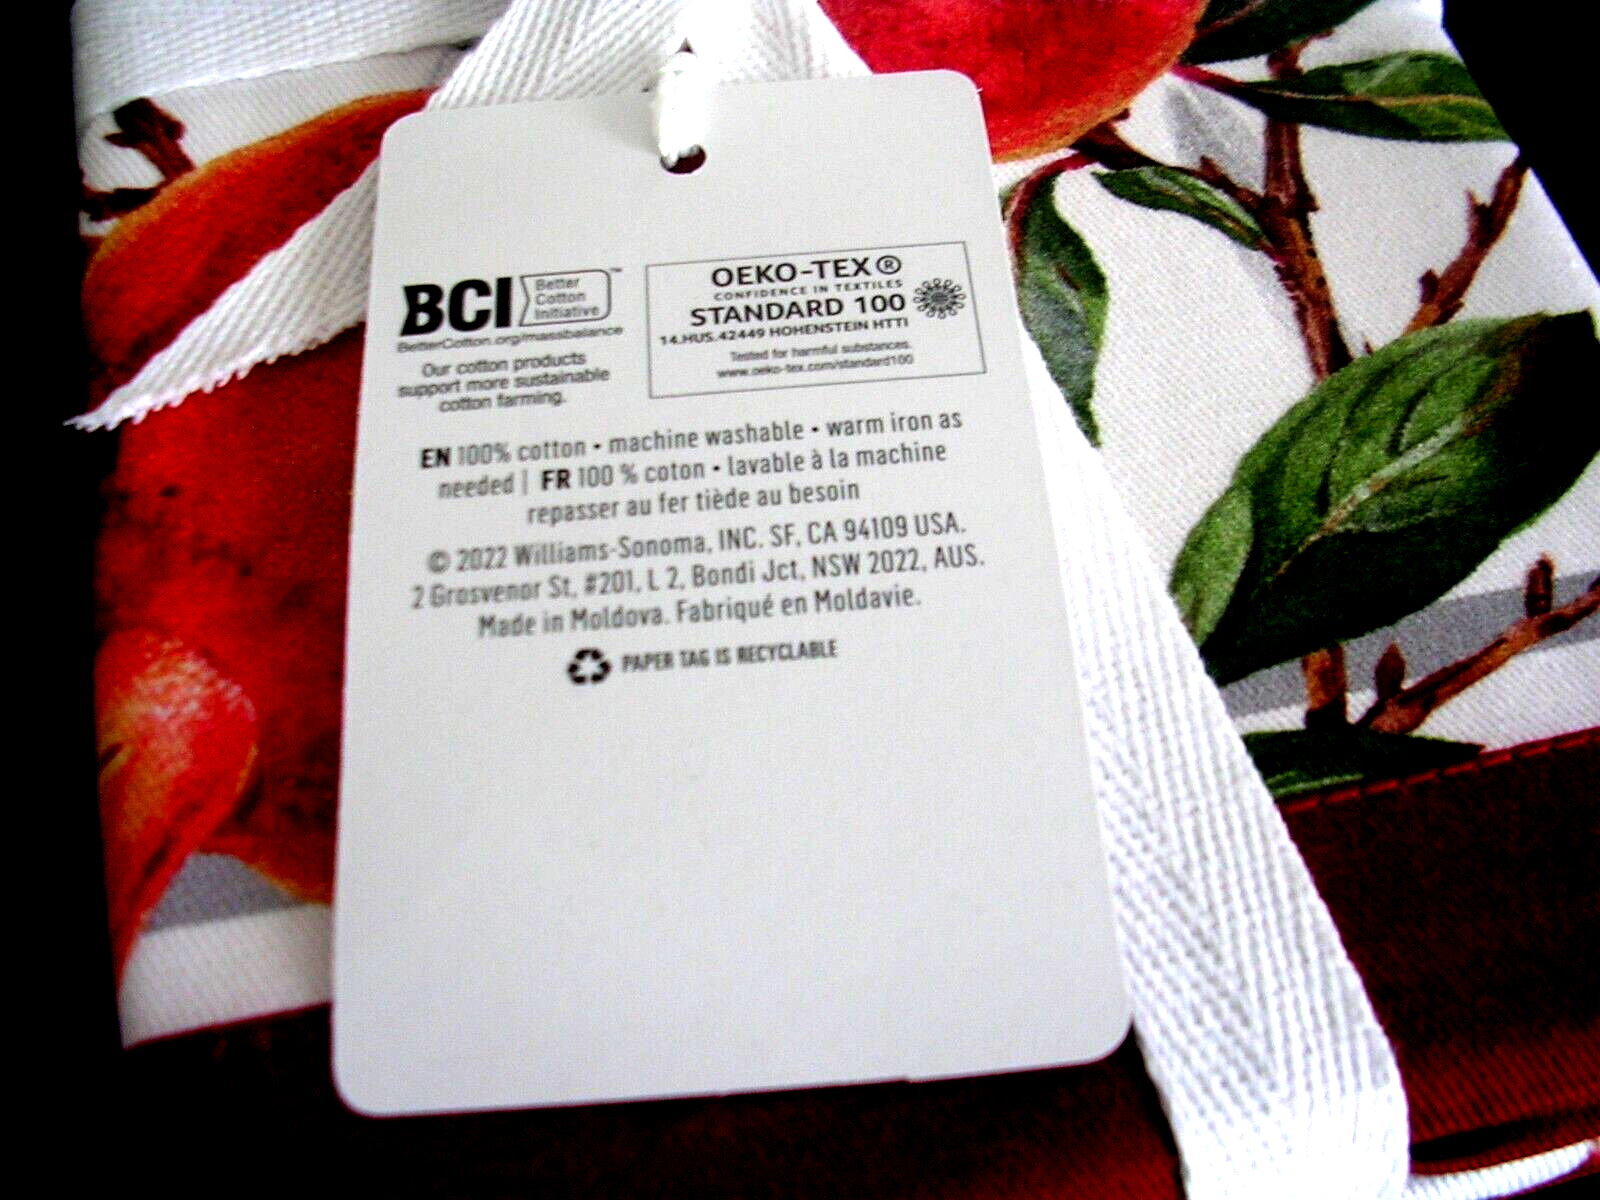 BCI Better
Cotton
Initiative™
BetterCotton.org/massbalance
Our cotton products
support more sustainable
cotton farming.
OEKO-TEX®
CONFIDENCE IN TEXTILES
STANDARD 100
14.HUS.42449 HOHENSTEIN HTTI
Tested for harmful substances.
www.oeko-tex.com/standard100
EN 100% cotton • machine washable • warm iron as
needed | FR 100 % coton • lavable à la machine
repasser au fer tiède au besoin
© 2022 Williams-Sonoma, INC. SF, CA 94109 USA.
2 Grosvenor St, #201, L 2, Bondi Jct, NSW 2022, AUS.
Made in Moldova. Fabriqué en Moldavie.
PAPER TAG IS RECYCLABLE